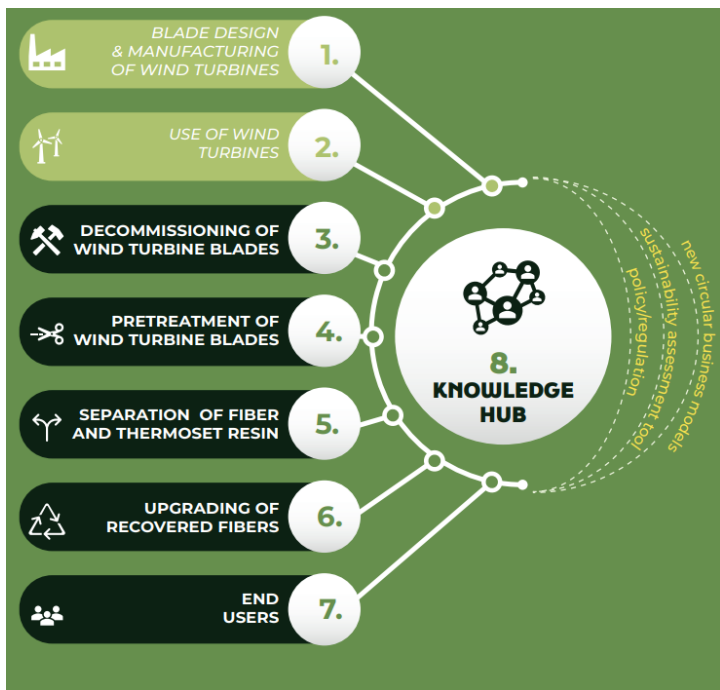 BLADE DESIGN
& MANUFACTURING
OF WIND TURBINES
1.
USE OF WIND
TURBINES
2.
DECOMMISSIONING OF
WIND TURBINE BLADES
3.
PRETREATMENT OF
WIND TURBINE BLADES
4.
SEPARATION OF FIBER
AND THERMOSET RESIN
5.
UPGRADING OF
RECOVERED FIBERS
6.
END
USERS
7.
8.
KNOWLEDGE
HUB
policy/regulation
sustainability assessment tool
new circular business models